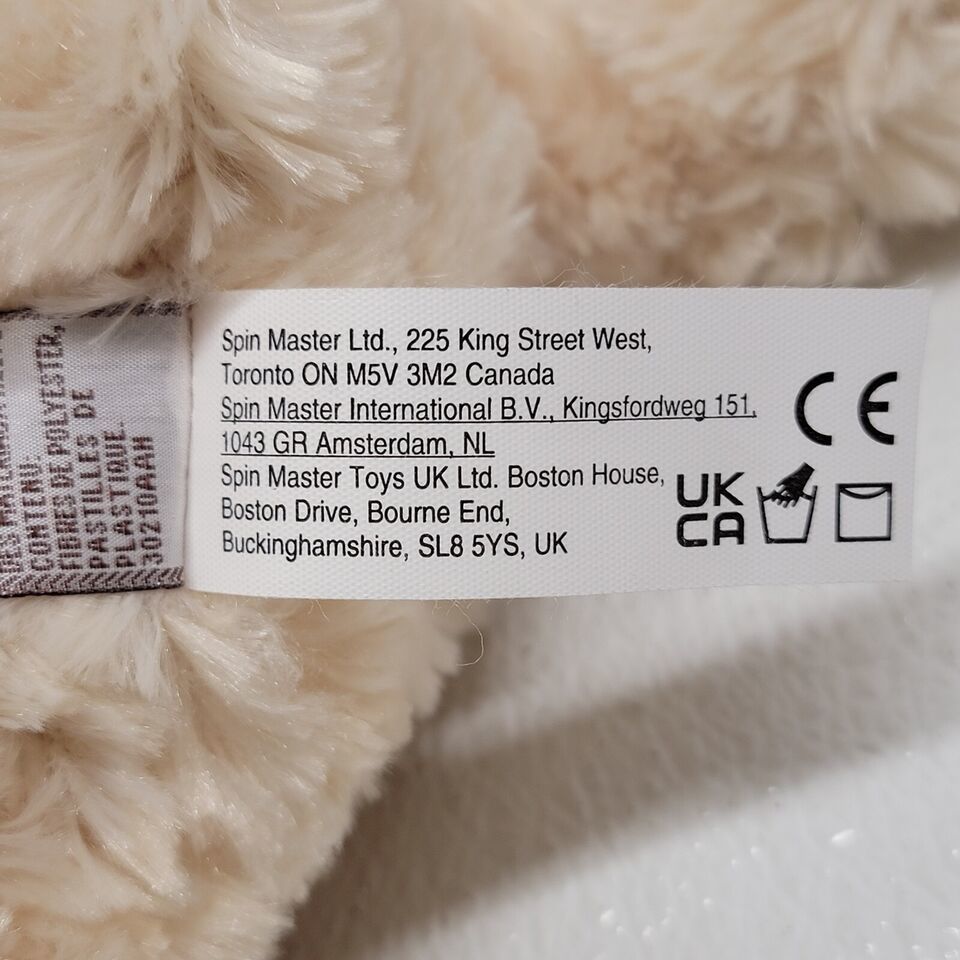 Spin Master Ltd., 225 King Street West,
Toronto ON M5V 3M2 Canada
Spin Master International B.V., Kingsfordweg 151,
1043 GR Amsterdam, NL
Spin Master Toys UK Ltd. Boston House,
Boston Drive, Bourne End,
Buckinghamshire, SL8 5YS, UK
CE
UK
CA
CONTENU
FIBRES DE POLYESTER,
PASTILLES DE
PLASTIQUE.
30210AAH